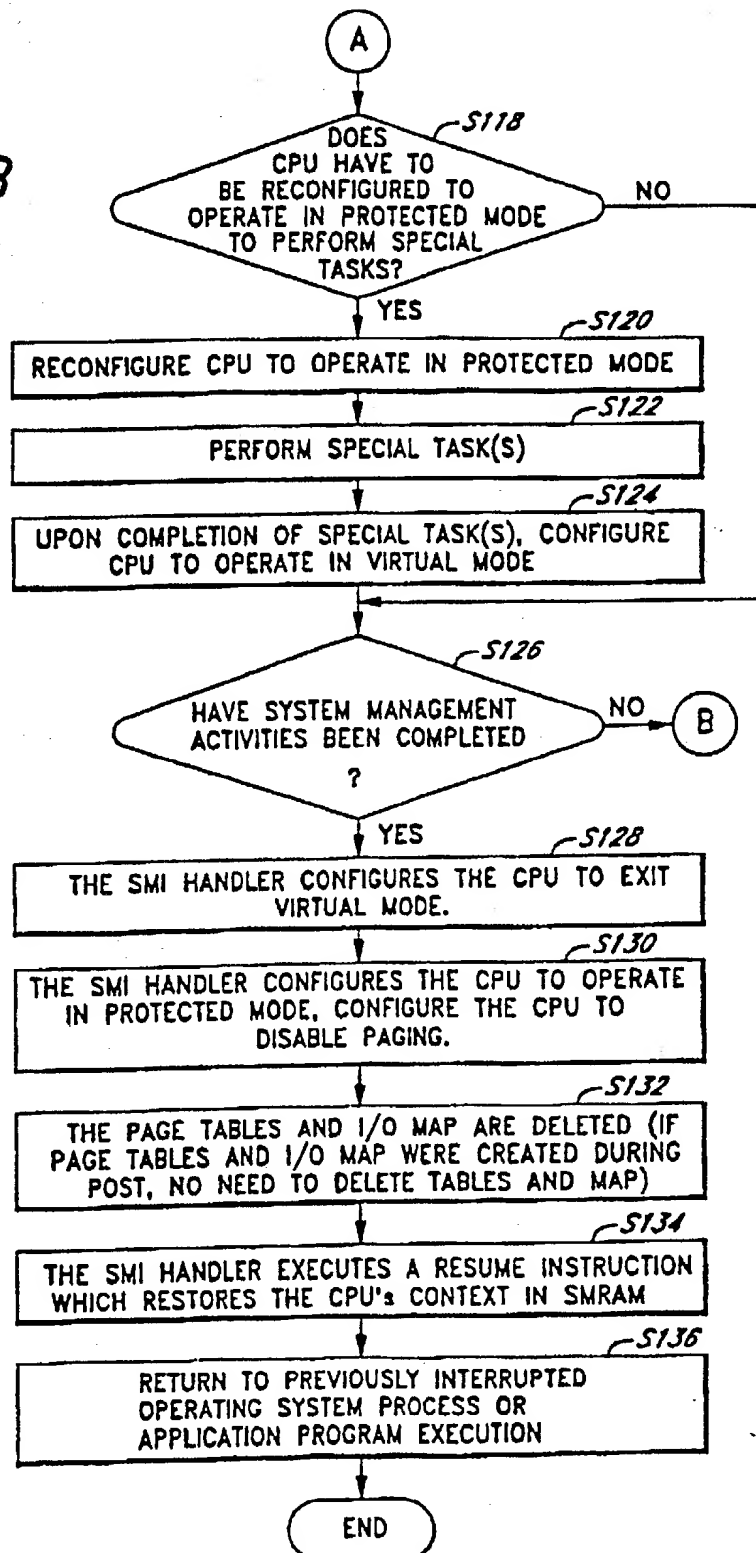 A
S118
DOES
CPU HAVE TO
BE RECONFIGURED TO
OPERATE IN PROTECTED MODE
TO PERFORM SPECIAL
TASKS?
NO
YES
S120
RECONFIGURE CPU TO OPERATE IN PROTECTED MODE
S122
PERFORM SPECIAL TASK(S)
S124
UPON COMPLETION OF SPECIAL TASK(S), CONFIGURE
CPU TO OPERATE IN VIRTUAL MODE
S126
HAVE SYSTEM MANAGEMENT
ACTIVITIES BEEN COMPLETED
?
NO
B
YES
S128
THE SMI HANDLER CONFIGURES THE CPU TO EXIT
VIRTUAL MODE.
S130
THE SMI HANDLER CONFIGURES THE CPU TO OPERATE
IN PROTECTED MODE, CONFIGURE THE CPU TO
DISABLE PAGING.
S132
THE PAGE TABLES AND I/O MAP ARE DELETED (IF
PAGE TABLES AND I/O MAP WERE CREATED DURING
POST, NO NEED TO DELETE TABLES AND MAP)
S134
THE SMI HANDLER EXECUTES A RESUME INSTRUCTION
WHICH RESTORES THE CPU's CONTEXT IN SMRAM
S136
RETURN TO PREVIOUSLY INTERRUPTED
OPERATING SYSTEM PROCESS OR
APPLICATION PROGRAM EXECUTION
END